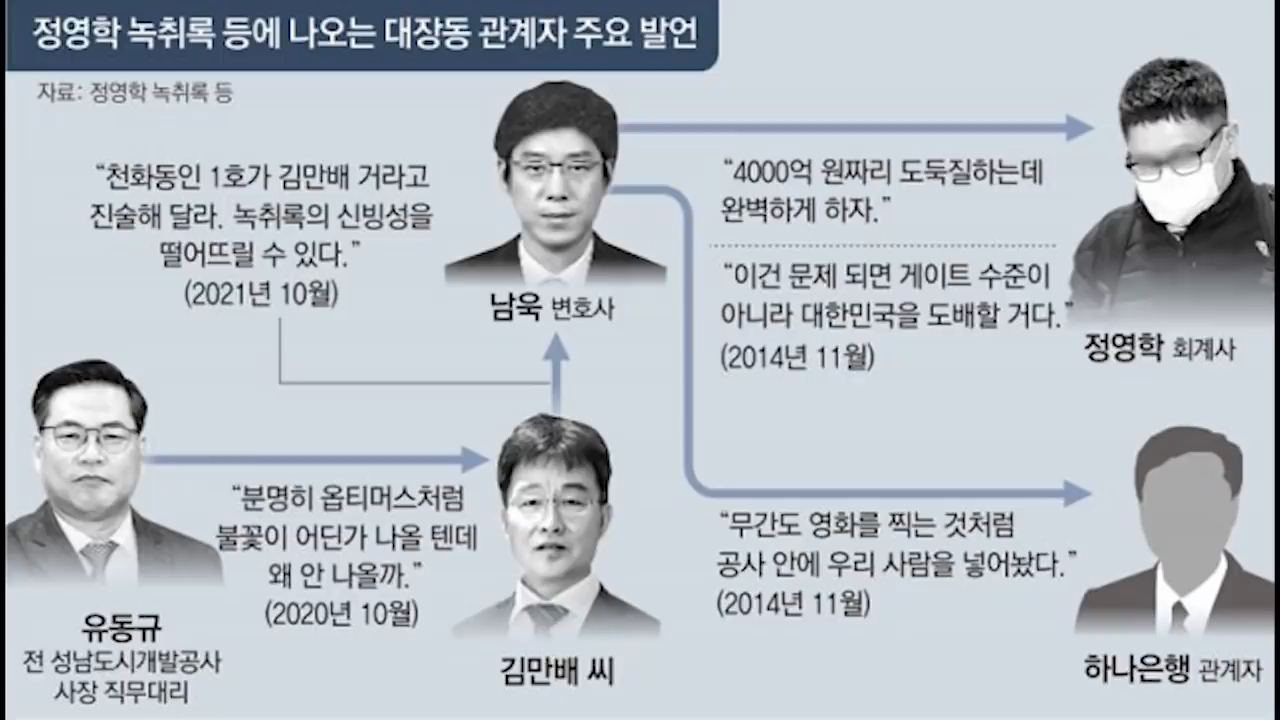 정영학 녹취록 등에 나오는 대장동 관계자 주요 발언
자료: 정영학 녹취록 등
“천화동인 1호가 김만배 거라고
진술해 달라. 녹취록의 신빙성을
떨어뜨릴 수 있다.”
(2021년 10월)
남욱 변호사
“4000억 원짜리 도둑질하는데
완벽하게 하자.”
“이건 문제 되면 게이트 수준이
아니라 대한민국을 도배할 거다.”
(2014년 11월)
정영학 회계사
유동규
전 성남도시개발공사
사장 직무대리
“분명히 옵티머스처럼
불꽃이 어딘가 나올 텐데
왜 안 나올까.”
(2020년 10월)
김만배 씨
“무간도 영화를 찍는 것처럼
공사 안에 우리 사람을 넣어놨다.”
(2014년 11월)
하나은행 관계자